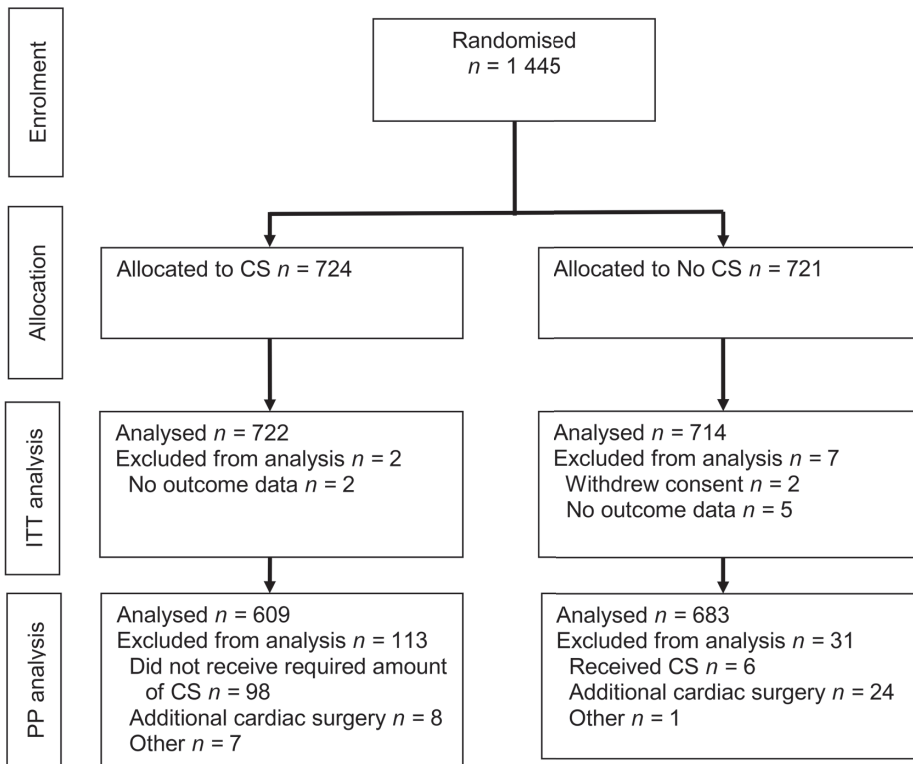 Enrolment
Randomised
n = 1 445
Allocation
Allocated to CS n = 724
Allocated to No CS n = 721
ITT analysis
Analysed n = 722
Excluded from analysis n = 2
No outcome data n = 2
Analysed n = 714
Excluded from analysis n = 7
Withdrew consent n = 2
No outcome data n = 5
PP analysis
Analysed n = 609
Excluded from analysis n = 113
Did not receive required amount
of CS n = 98
Additional cardiac surgery n = 8
Other n = 7
Analysed n = 683
Excluded from analysis n = 31
Received CS n = 6
Additional cardiac surgery n = 24
Other n = 1